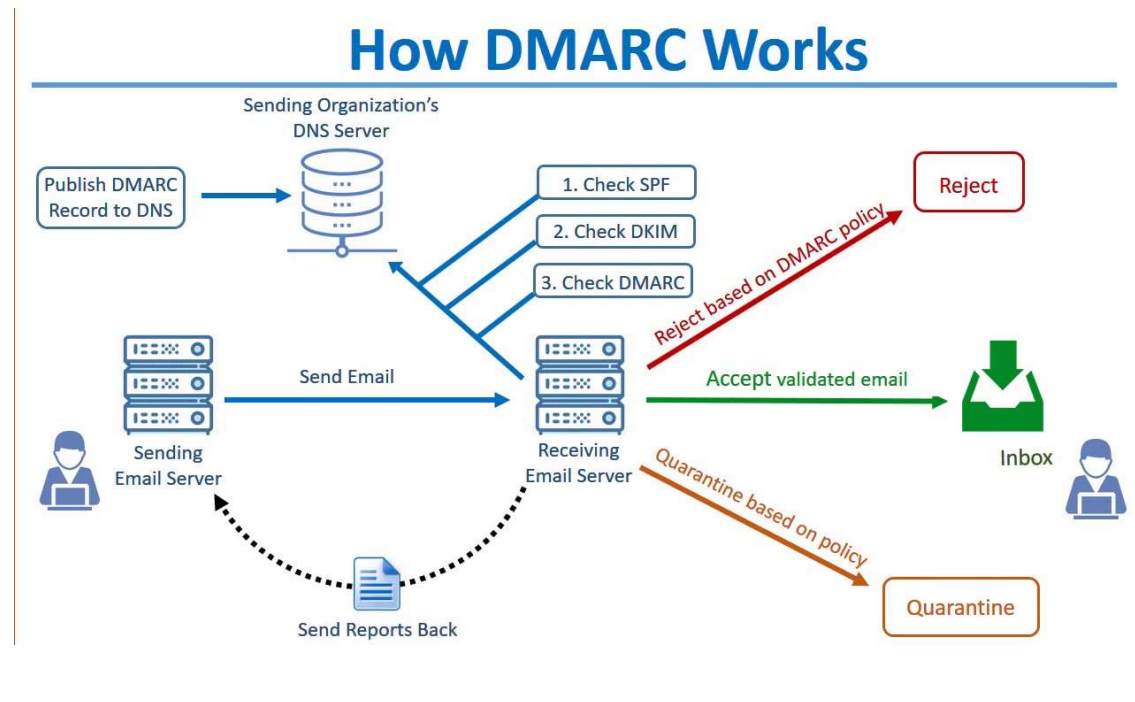 How DMARC Works
Sending Organization's
DNS Server
Publish DMARC
Record to DNS
1. Check SPF
2. Check DKIM
3. Check DMARC
Reject
Reject based on DMARC policy
Send Email
Accept validated email
Sending
Email Server
Receiving
Email Server
Inbox
Quarantine based on policy
Quarantine
Send Reports Back